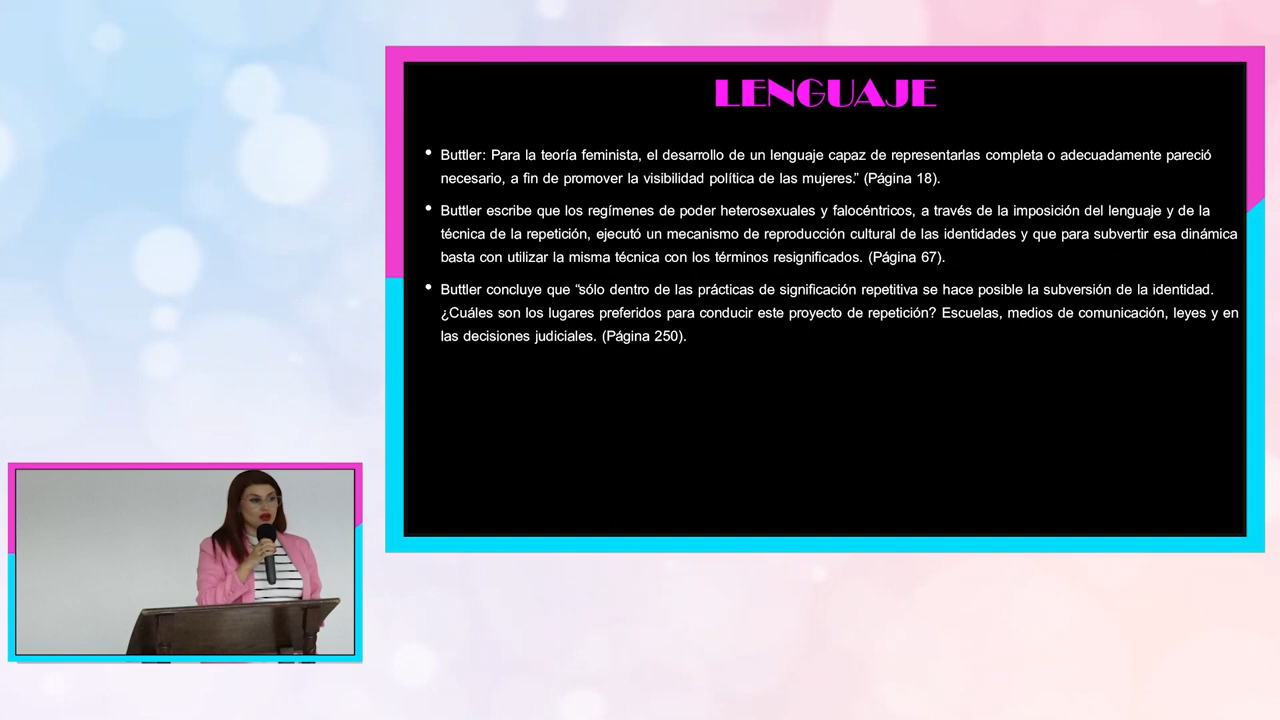 LENGUAJE
• Buttler: Para la teoría feminista, el desarrollo de un lenguaje capaz de representarlas completa o adecuadamente pareció
necesario, a fin de promover la visibilidad política de las mujeres.” (Página 18).
• Buttler escribe que los regímenes de poder heterosexuales y falocéntricos, a través de la imposición del lenguaje y de la
técnica de la repetición, ejecutó un mecanismo de reproducción cultural de las identidades y que para subvertir esa dinámica
basta con utilizar la misma técnica con los términos resignificados. (Página 67).
• Buttler concluye que “sólo dentro de las prácticas de significación repetitiva se hace posible la subversión de la identidad.
¿Cuáles son los lugares preferidos para conducir este proyecto de repetición? Escuelas, medios de comunicación, leyes y en
las decisiones judiciales. (Página 250).